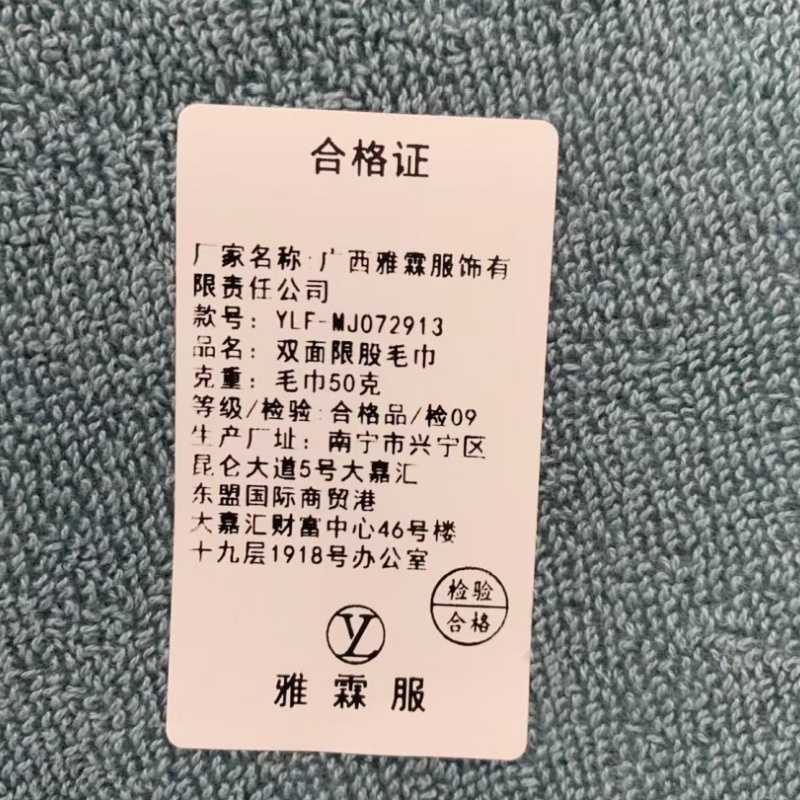 合格证
厂家名称:广西雅霖服饰有
限责任公司
款号：YLF-MJ072913
品名：双面限股毛巾
克重：毛巾50克
等级/检验:合格品/检09
生产厂址：南宁市兴宁区
昆仑大道5号大嘉汇
东盟国际商贸港
大嘉汇财富中心46号楼
十九层1918号办公室
检验
合格
YL
雅霖服